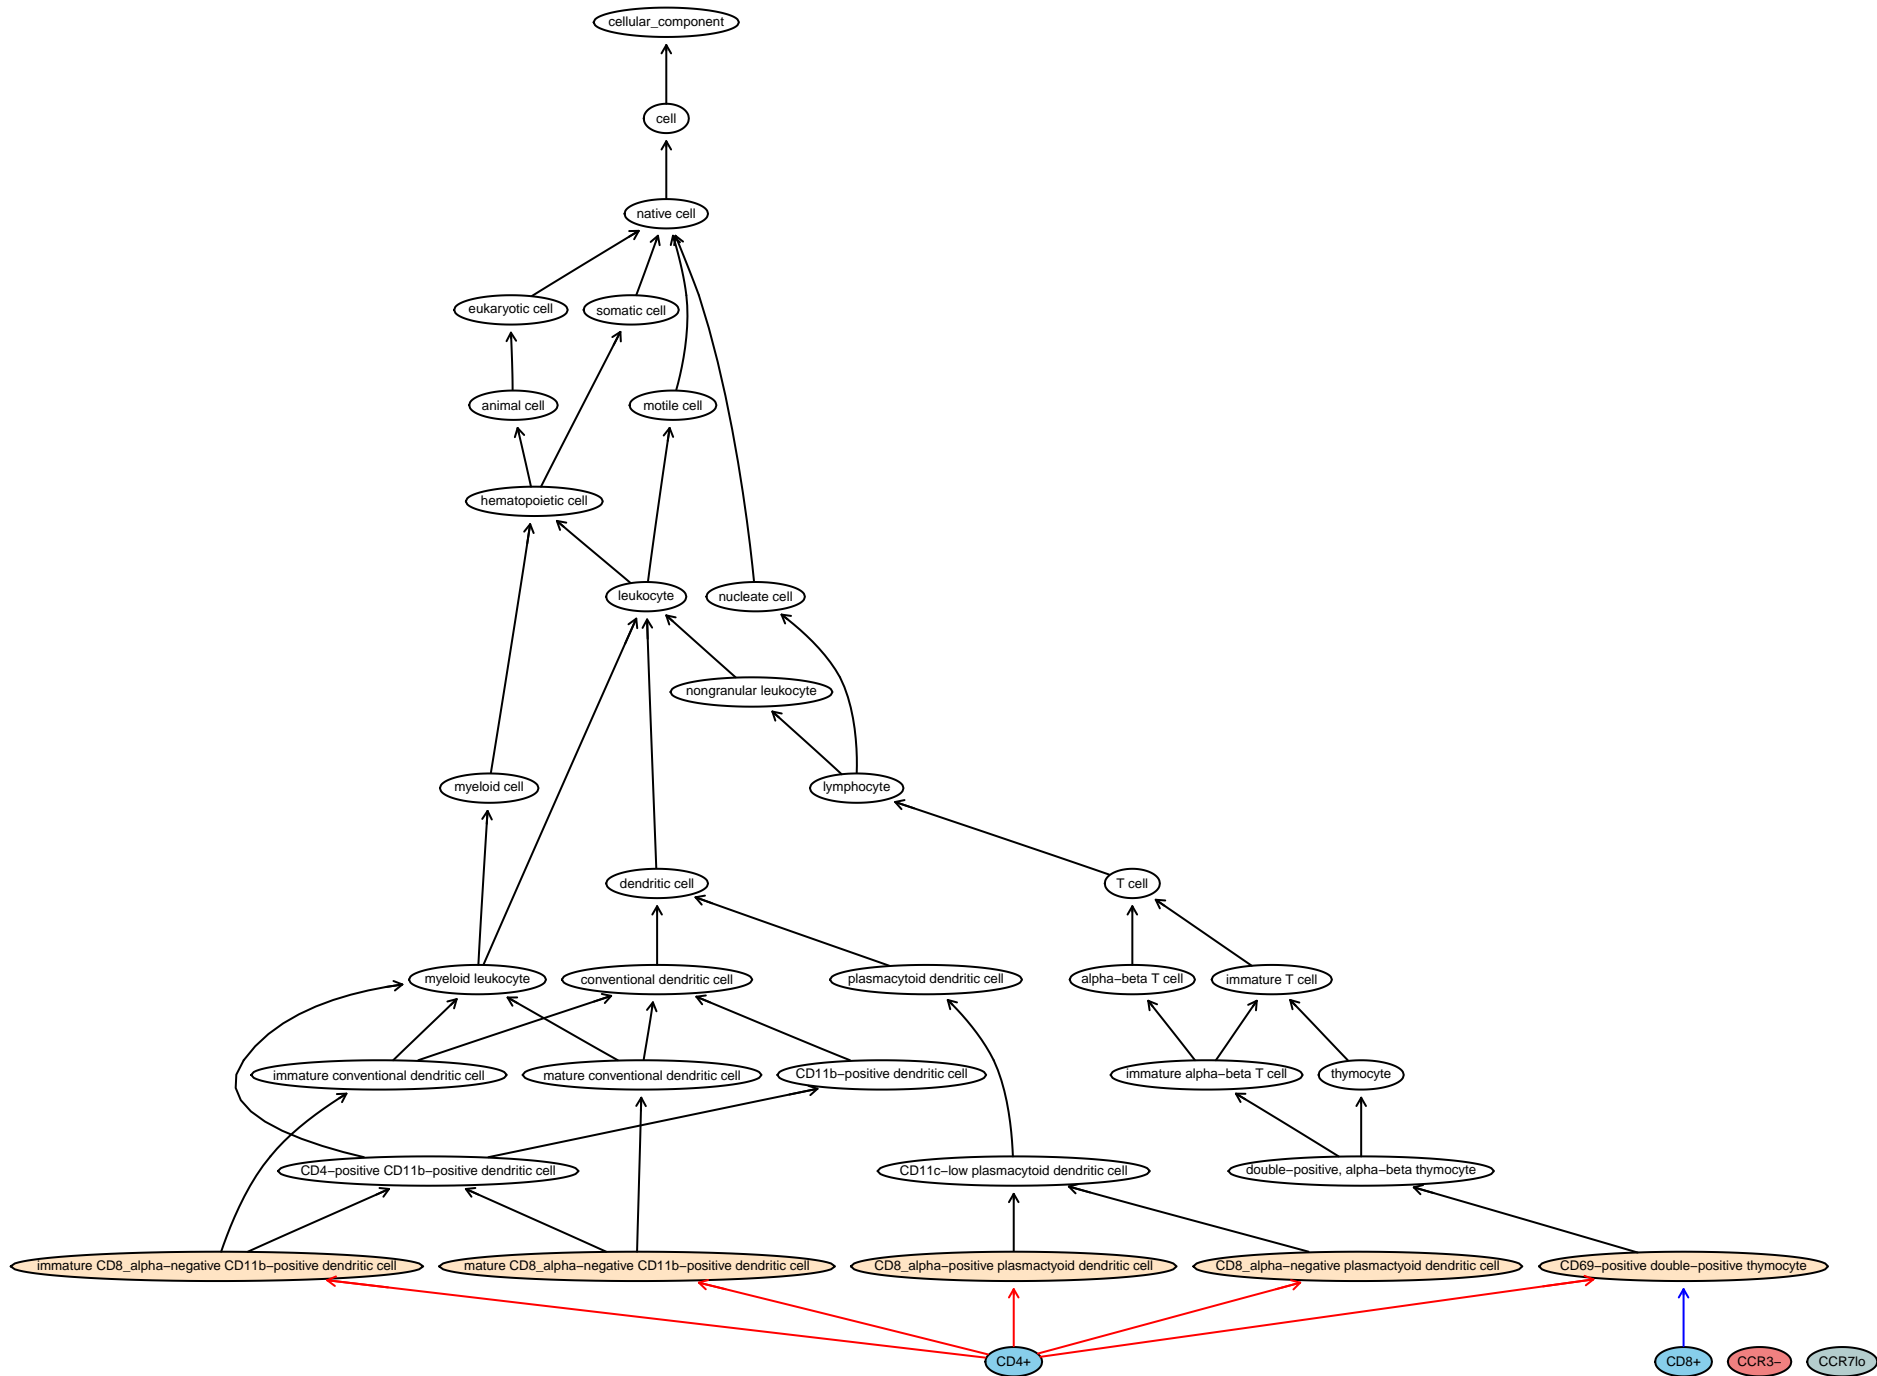 cellular_component
cell
native cell
eukaryotic cell
somatic cell
animal cell
motile cell
hematopoietic cell
leukocyte
nucleate cell
nongranular leukocyte
myeloid cell
lymphocyte
dendritic cell
T cell
myeloid leukocyte
conventional dendritic cell
plasmacytoid dendritic cell
alpha−beta T cell
immature T cell
immature conventional dendritic cell
mature conventional dendritic cell
CD11b−positive dendritic cell
immature alpha−beta T cell
thymocyte
CD4−positive CD11b−positive dendritic cell
CD11c−low plasmacytoid dendritic cell
double−positive, alpha−beta thymocyte
immature CD8_alpha−negative CD11b−positive dendritic cell
mature CD8_alpha−negative CD11b−positive dendritic cell
CD8_alpha−positive plasmactyoid dendritic cell
CD8_alpha−negative plasmactyoid dendritic cell
CD69−positive double−positive thymocyte
CD4+
CD8+
CCR3−
CCR7lo